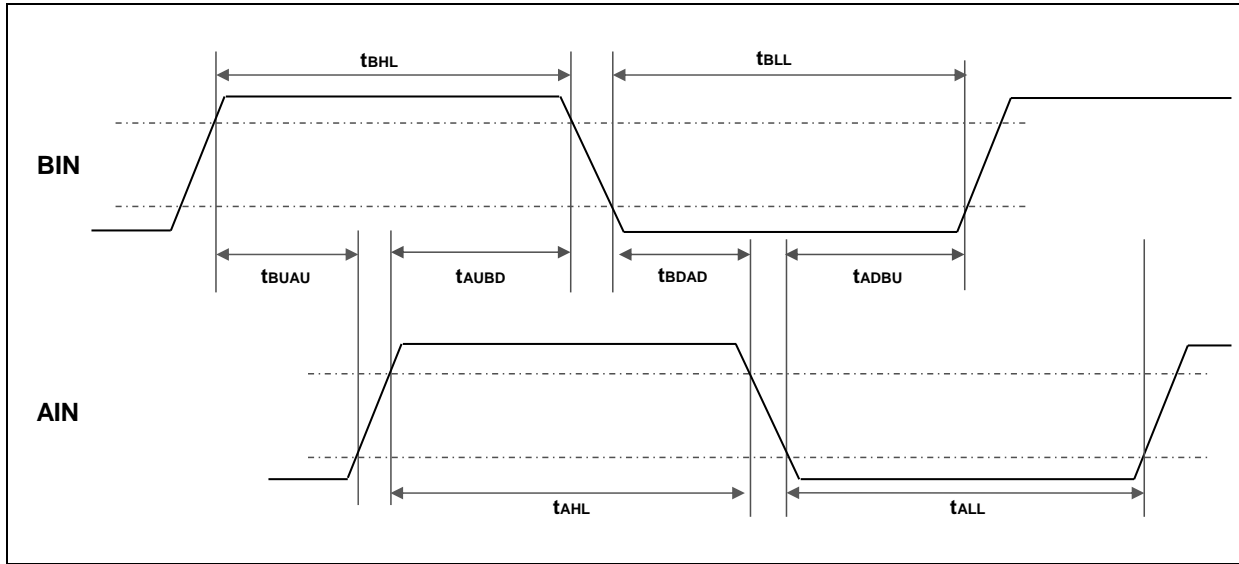 tBHL
tBLL
BIN
tBUAU
tAUBD
tBDAD
tADBU
AIN
tAHL
tALL